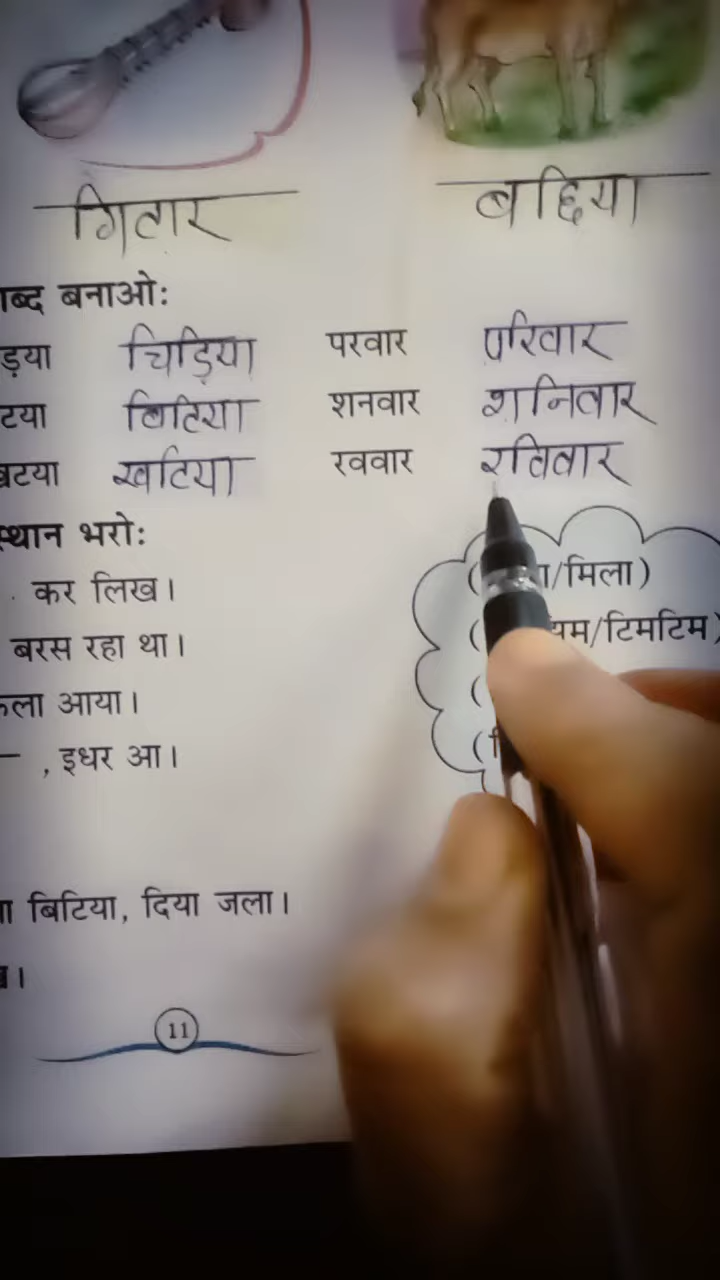 गितार बछिया
ाब्द बनाओ:
ड़या चिड़िया परवार परिवार
टया बिटिया शनवार शनिवार
टया खटिया रववार रविवार
स्थान भरो:
कर लिख। /मिला)
बरस रहा था। /टिमटिम)
आया।
, इधर आ।
बिटिया, दिया जला।
11